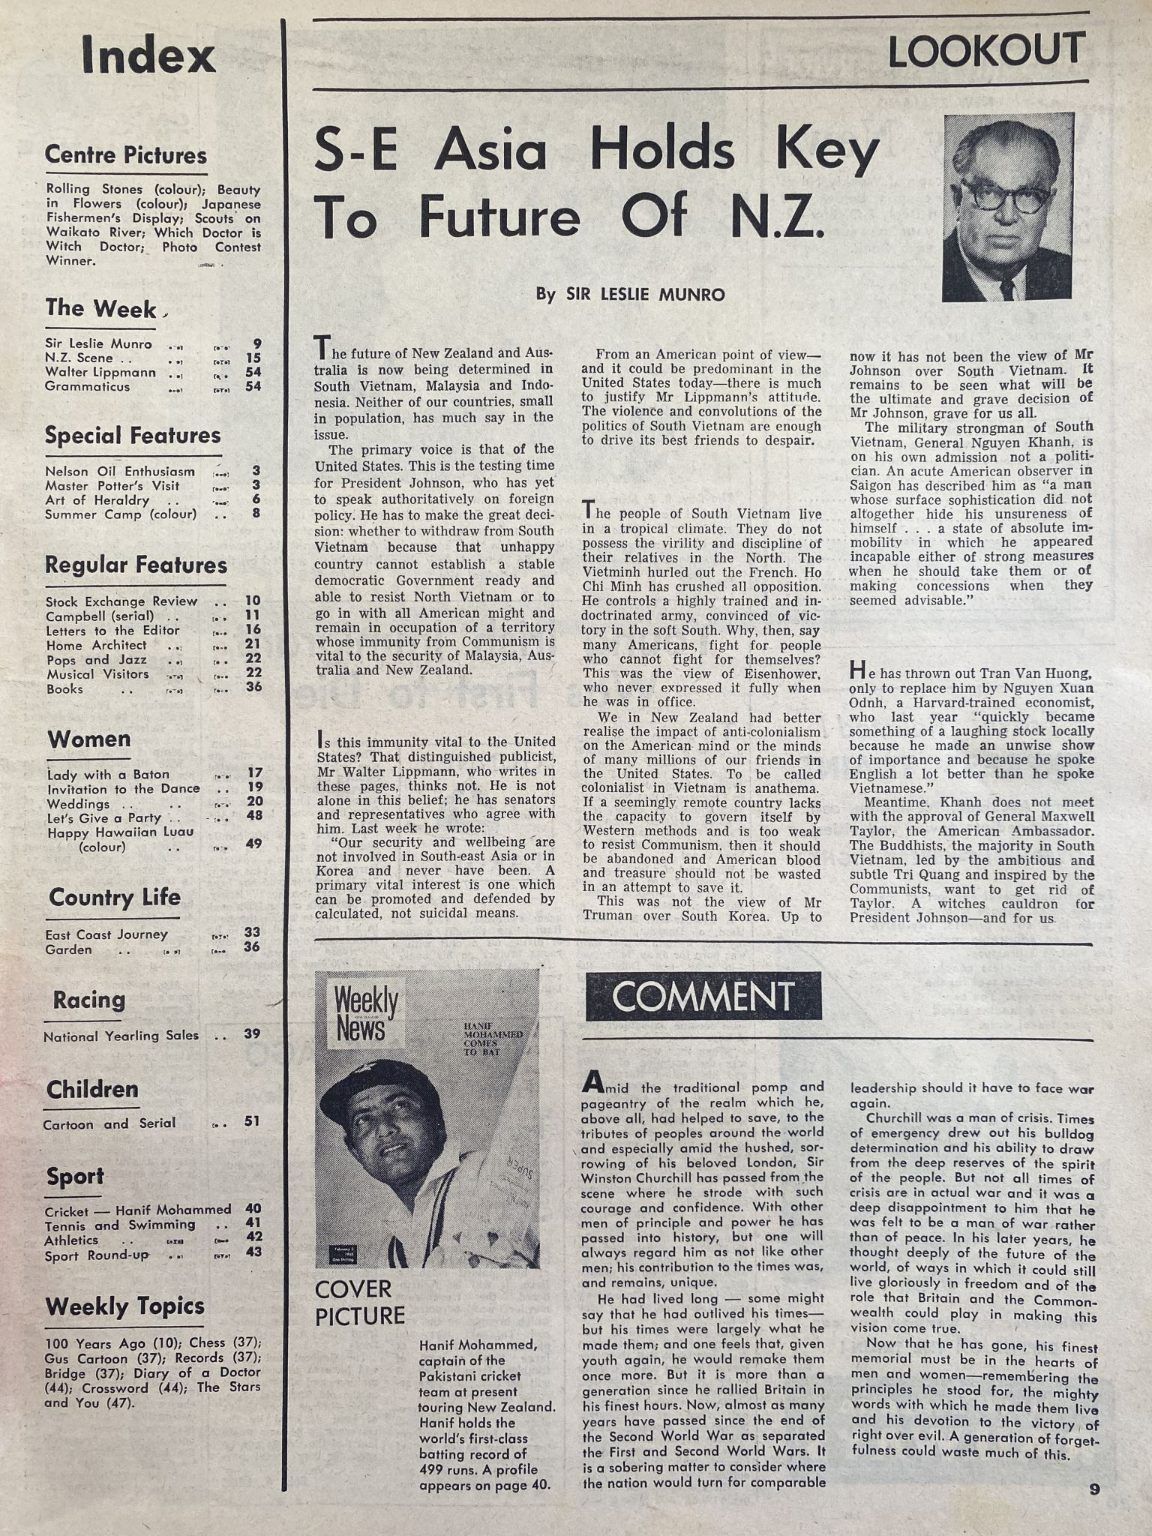 Index
Centre Pictures
Rolling Stones (colour); Beauty
in Flowers (colour); Japanese
Fishermen's Display; Scouts on
Waikato River; Which Doctor is
Witch Doctor; Photo Contest
Winner.
The Week
Sir Leslie Munro 9
N.Z. Scene . . 15
Walter Lippmann 54
Grammaticus 54
Special Features
Nelson Oil Enthusiasm 3
Master Potter's Visit 3
Art of Heraldry . . 6
Summer Camp (colour) . . 8
Regular Features
Stock Exchange Review . . 10
Campbell (serial) . . 11
Letters to the Editor 16
Home Architect . . 21
Pops and Jazz . . 22
Musical Visitors 22
Books . . 36
Women
Lady with a Baton 17
Invitation to the Dance . . 19
Weddings . . . . 20
Let's Give a Party . . 48
Happy Hawaiian Luau
(colour) . . 49
Country Life
East Coast Journey 33
Garden . . 36
Racing
National Yearling Sales . . 39
Children
Cartoon and Serial . . 51
Sport
Cricket — Hanif Mohammed 40
Tennis and Swimming . . 41
Athletics . . 42
Sport Round-up 43
Weekly Topics
100 Years Ago (10); Chess (37);
Gus Cartoon (37); Records (37);
Bridge (37); Diary of a Doctor
(44); Crossword (44); The Stars
and You (47).
LOOKOUT
S-E Asia Holds Key
To Future Of N.Z.
By SIR LESLIE MUNRO
The future of New Zealand and Aus-
tralia is now being determined in
South Vietnam, Malaysia and Indo-
nesia. Neither of our countries, small
in population, has much say in the
issue.
The primary voice is that of the
United States. This is the testing time
for President Johnson, who has yet
to speak authoritatively on foreign
policy. He has to make the great deci-
sion: whether to withdraw from South
Vietnam because that unhappy
country cannot establish a stable
democratic Government ready and
able to resist North Vietnam or to
go in with all American might and
remain in occupation of a territory
whose immunity from Communism is
vital to the security of Malaysia, Aus-
tralia and New Zealand.
Is this immunity vital to the United
States? That distinguished publicist,
Mr Walter Lippmann, who writes in
these pages, thinks not. He is not
alone in this belief; he has senators
and representatives who agree with
him. Last week he wrote:
"Our security and wellbeing are
not involved in South-east Asia or in
Korea and never have been. A
primary vital interest is one which
can be promoted and defended by
calculated, not suicidal means.
From an American point of view—
and it could be predominant in the
United States today—there is much
to justify Mr Lippmann's attitude.
The violence and convolutions of the
politics of South Vietnam are enough
to drive its best friends to despair.
The people of South Vietnam live
in a tropical climate. They do not
possess the virility and discipline of
their relatives in the North. The
Vietminh hurled out the French. Ho
Chi Minh has crushed all opposition.
He controls a highly trained and in-
doctrinated army, convinced of vic-
tory in the soft South. Why, then, say
many Americans, fight for people
who cannot fight for themselves?
This was the view of Eisenhower,
who never expressed it fully when
he was in office.
We in New Zealand had better
realise the impact of anti-colonialism
on the American mind or the minds
of many millions of our friends in
the United States. To be called
colonialist in Vietnam is anathema.
If a seemingly remote country lacks
the capacity to govern itself by
Western methods and is too weak
to resist Communism, then it should
be abandoned and American blood
and treasure should not be wasted
in an attempt to save it.
This was not the view of Mr
Truman over South Korea. Up to
now it has not been the view of Mr
Johnson over South Vietnam. It
remains to be seen what will be
the ultimate and grave decision of
Mr Johnson, grave for us all.
The military strongman of South
Vietnam, General Nguyen Khanh, is
on his own admission not a politi-
cian. An acute American observer in
Saigon has described him as "a man
whose surface sophistication did not
altogether hide his unsureness of
himself . . . a state of absolute im-
mobility in which he appeared
incapable either of strong measures
when he should take them or of
making concessions when they
seemed advisable."
He has thrown out Tran Van Huong,
only to replace him by Nguyen Xuan
Odnh, a Harvard-trained economist,
who last year "quickly became
something of a laughing stock locally
because he made an unwise show
of importance and because he spoke
English a lot better than he spoke
Vietnamese."
Meantime, Khanh does not meet
with the approval of General Maxwell
Taylor, the American Ambassador.
The Buddhists, the majority in South
Vietnam, led by the ambitious and
subtle Tri Quang and inspired by the
Communists, want to get rid of
Taylor. A witches cauldron for
President Johnson—and for us.
Weekly
News
HANIF
MOHAMMED
COMES
TO BAT
COVER
PICTURE
Hanif Mohammed,
captain of the
Pakistani cricket
team at present
touring New Zealand.
Hanif holds the
world's first-class
batting record of
499 runs. A profile
appears on page 40.
COMMENT
Amid the traditional pomp and
pageantry of the realm which he,
above all, had helped to save, to the
tributes of peoples around the world
and especially amid the hushed, sor-
rowing of his beloved London, Sir
Winston Churchill has passed from the
scene where he strode with such
courage and confidence. With other
men of principle and power he has
passed into history, but one will
always regard him as not like other
men; his contribution to the times was,
and remains, unique.
He had lived long — some might
say that he had outlived his times—
but his times were largely what he
made them; and one feels that, given
youth again, he would remake them
once more. But it is more than a
generation since he rallied Britain in
his finest hours. Now, almost as many
years have passed since the end of
the Second World War as separated
the First and Second World Wars. It
is a sobering matter to consider where
the nation would turn for comparable
leadership should it have to face war
again.
Churchill was a man of crisis. Times
of emergency drew out his bulldog
determination and his ability to draw
from the deep reserves of the spirit
of the people. But not all times of
crisis are in actual war and it was a
deep disappointment to him that he
was felt to be a man of war rather
than of peace. In his later years, he
thought deeply of the future of the
world, of ways in which it could still
live gloriously in freedom and of the
role that Britain and the Common-
wealth could play in making this
vision come true.
Now that he has gone, his finest
memorial must be in the hearts of
men and women—remembering the
principles he stood for, the mighty
words with which he made them live
and his devotion to the victory of
right over evil. A generation of forget-
fulness could waste much of this.
9